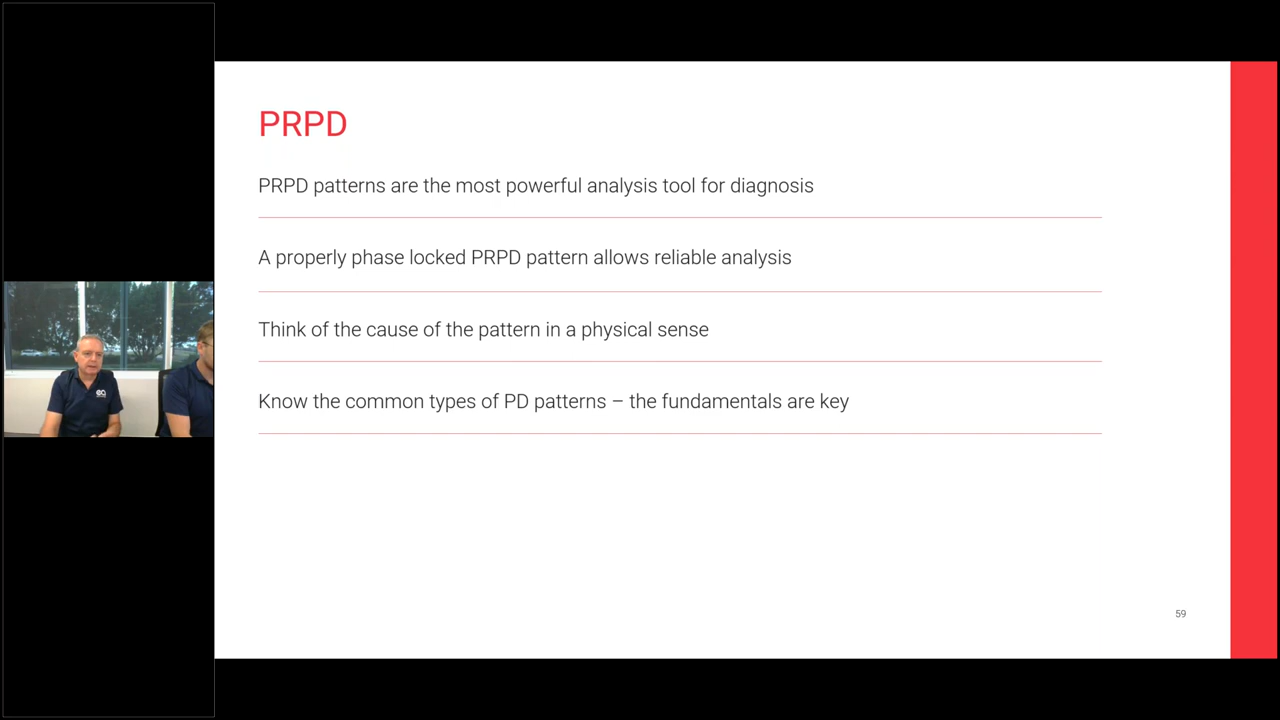 PRPD
PRPD patterns are the most powerful analysis tool for diagnosis
A properly phase locked PRPD pattern allows reliable analysis
Think of the cause of the pattern in a physical sense
Know the common types of PD patterns – the fundamentals are key
59
ea